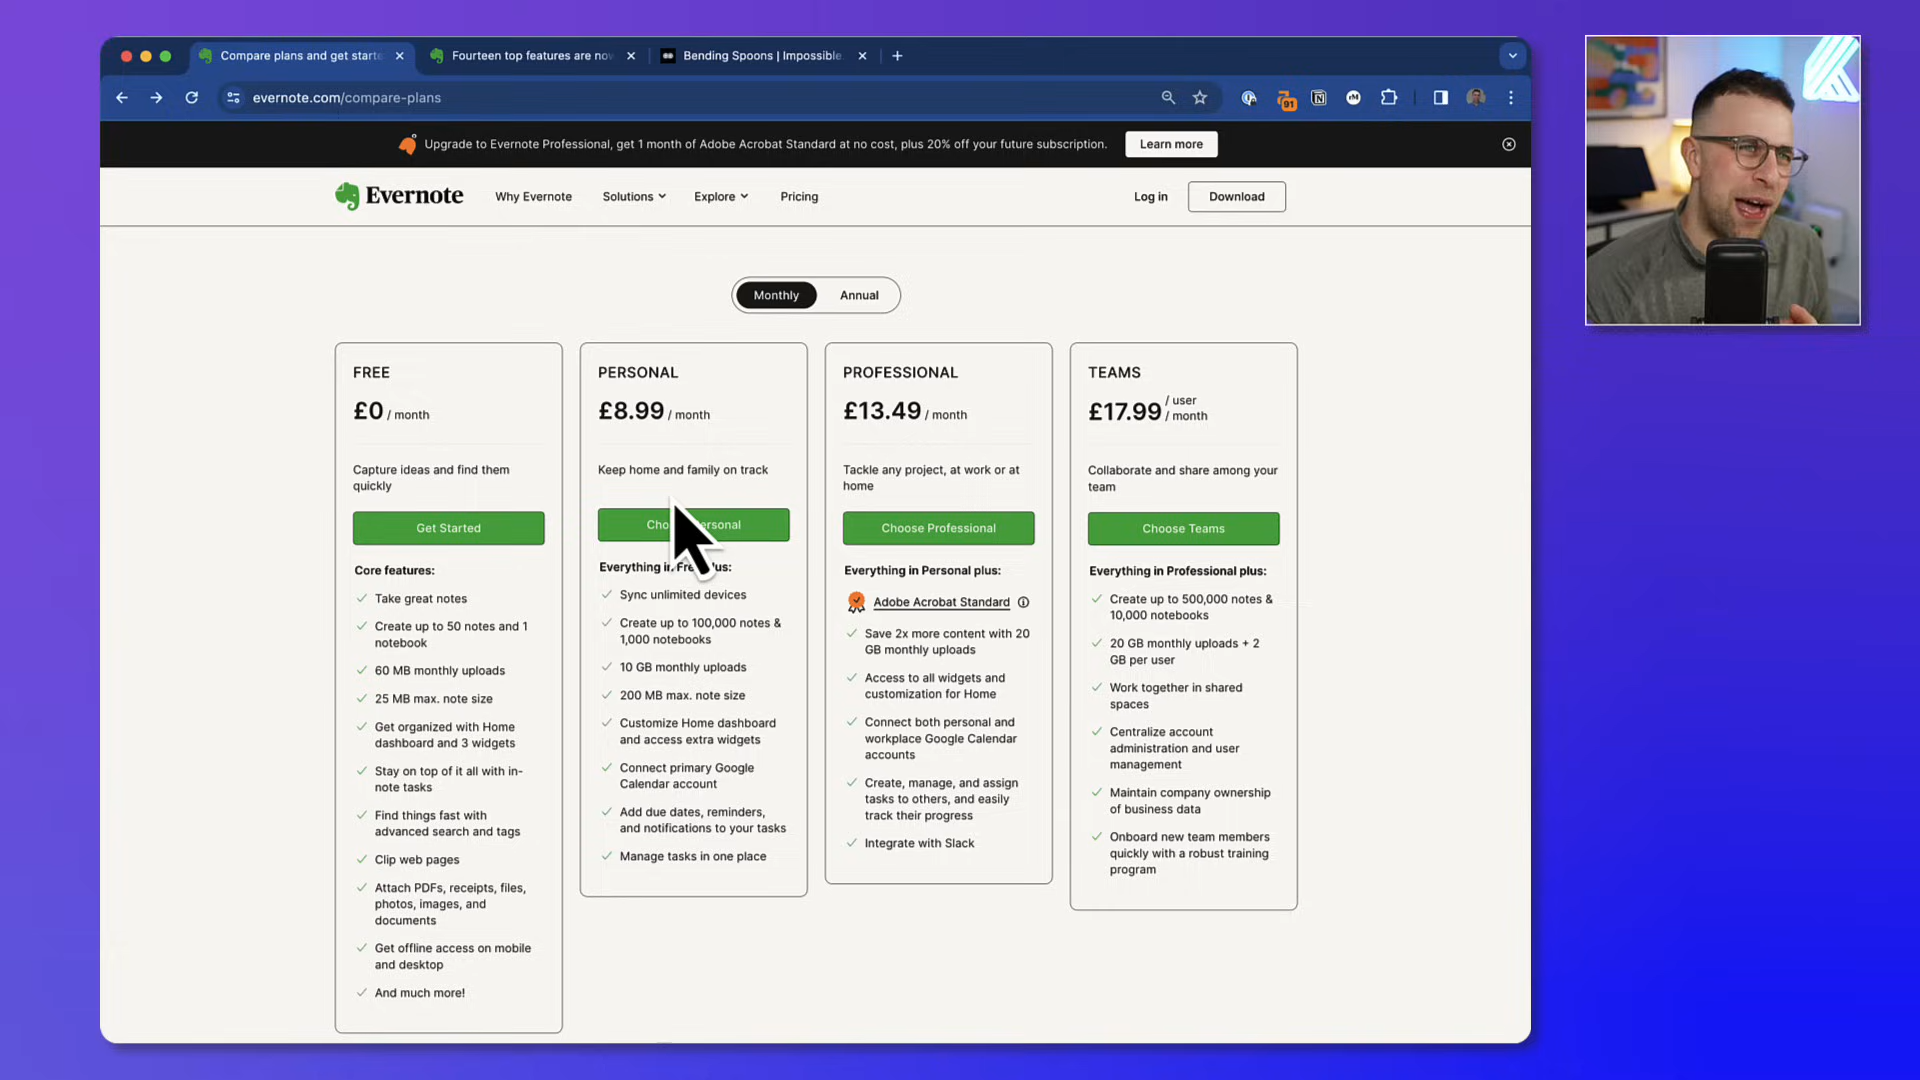 Compare plans and get starte
Fourteen top features are now
Bending Spoons | Impossible.
evernote.com/compare-plans
91
Upgrade to Evernote Professional, get 1 month of Adobe Acrobat Standard at no cost, plus 20% off your future subscription.
Learn more
Evernote
Why Evernote
Solutions
Explore
Pricing
Log in
Download
Monthly
Annual
FREE
£0 / month
Capture ideas and find them
quickly
Get Started
Core features:
Take great notes
Create up to 50 notes and 1
notebook
60 MB monthly uploads
25 MB max. note size
Get organized with Home
dashboard and 3 widgets
Stay on top of it all with in-
note tasks
Find things fast with
advanced search and tags
Clip web pages
Attach PDFs, receipts, files,
photos, images, and
documents
Get offline access on mobile
and desktop
And much more!
PERSONAL
£8.99 / month
Keep home and family on track
Cho ersonal
Everything in Free plus:
Sync unlimited devices
Create up to 100,000 notes &
1,000 notebooks
10 GB monthly uploads
200 MB max. note size
Customize Home dashboard
and access extra widgets
Connect primary Google
Calendar account
Add due dates, reminders,
and notifications to your tasks
Manage tasks in one place
PROFESSIONAL
£13.49 / month
Tackle any project, at work or at
home
Choose Professional
Everything in Personal plus:
Adobe Acrobat Standard
Save 2x more content with 20
GB monthly uploads
Access to all widgets and
customization for Home
Connect both personal and
workplace Google Calendar
accounts
Create, manage, and assign
tasks to others, and easily
track their progress
Integrate with Slack
TEAMS
£17.99 / user / month
Collaborate and share among your
team
Choose Teams
Everything in Professional plus:
Create up to 500,000 notes &
10,000 notebooks
20 GB monthly uploads + 2
GB per user
Work together in shared
spaces
Centralize account
administration and user
management
Maintain company ownership
of business data
Onboard new team members
quickly with a robust training
program